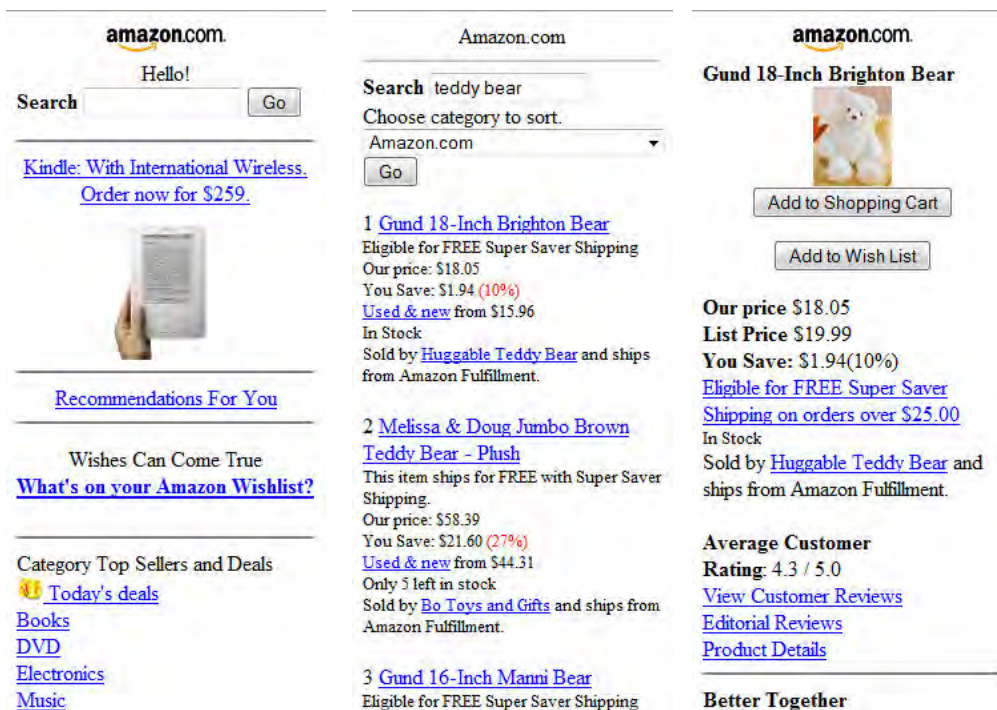 amazon.com.
Hello!
Search Go
Kindle: With International Wireless.
Order now for $259.
Recommendations For You
Wishes Can Come True
What's on your Amazon Wishlist?
Category Top Sellers and Deals
Today's deals
Books
DVD
Electronics
Music
Amazon.com
Search teddy bear
Choose category to sort.
Amazon.com
Go
1 Gund 18-Inch Brighton Bear
Eligible for FREE Super Saver Shipping
Our price: $18.05
You Save: $1.94 (10%)
Used & new from $15.96
In Stock
Sold by Huggable Teddy Bear and ships
from Amazon Fulfillment.
2 Melissa & Doug Jumbo Brown
Teddy Bear - Plush
This item ships for FREE with Super Saver
Shipping.
Our price: $58.39
You Save: $21.60 (27%)
Used & new from $44.31
Only 5 left in stock
Sold by Bo Toys and Gifts and ships from
Amazon Fulfillment.
3 Gund 16-Inch Manni Bear
Eligible for FREE Super Saver Shipping
amazon.com.
Gund 18-Inch Brighton Bear
Add to Shopping Cart
Add to Wish List
Our price $18.05
List Price $19.99
You Save: $1.94(10%)
Eligible for FREE Super Saver
Shipping on orders over $25.00
In Stock
Sold by Huggable Teddy Bear and
ships from Amazon Fulfillment.
Average Customer
Rating: 4.3 / 5.0
View Customer Reviews
Editorial Reviews
Product Details
Better Together